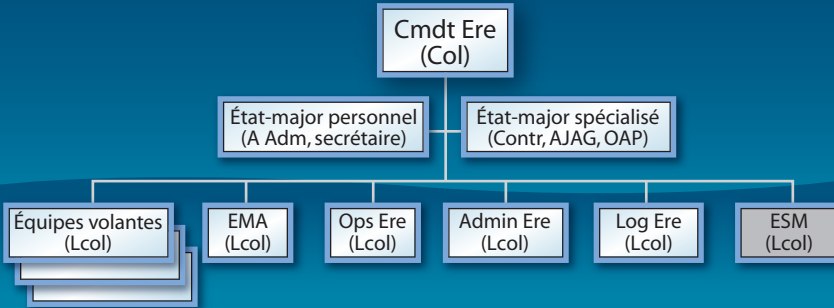 Cmdt Ere
(Col)
État-major personnel
(A Adm, secrétaire)
État-major spécialisé
(Contr, AJAG, OAP)
Équipes volantes
(Lcol)
EMA
(Lcol)
Ops Ere
(Lcol)
Admin Ere
(Lcol)
Log Ere
(Lcol)
ESM
(Lcol)